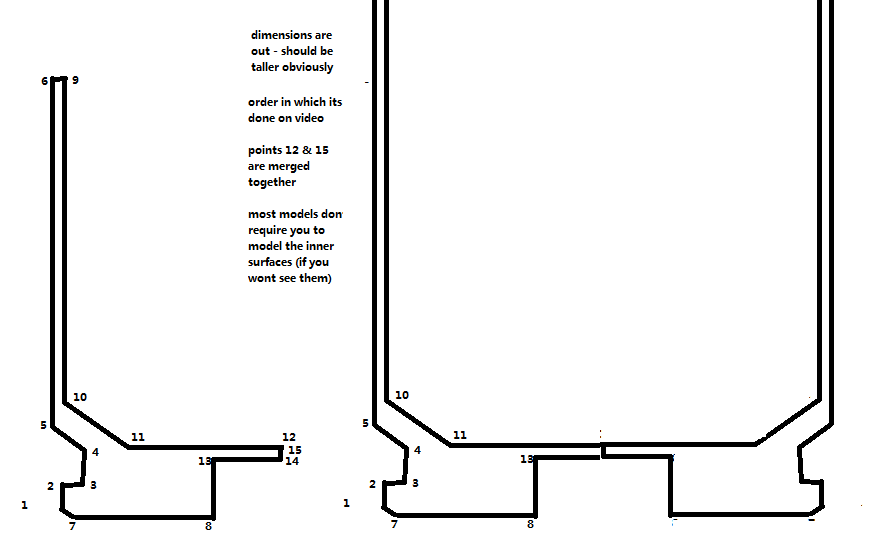 dimensions are
out - should be
taller obviously
order in which its
done on video
points 12 & 15
are merged
together
most models don
require you to
model the inner
surfaces (if you
wont see them)
6
9
10
5
11
12
4
15
13
14
2
3
1
7
8
10
5
11
4
13
2
3
1
7
8